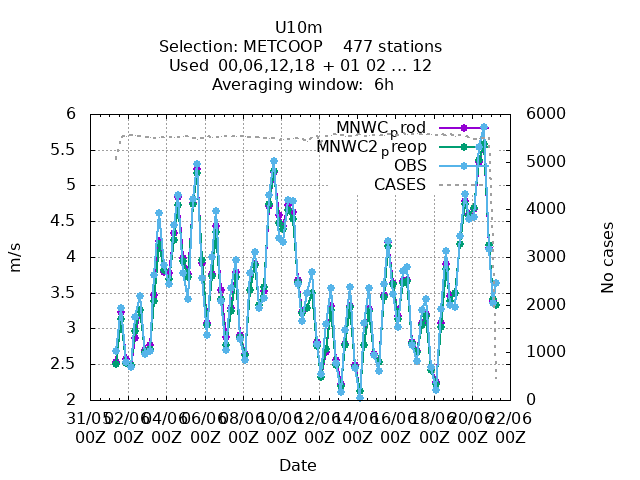 U10m
Selection: METCOOP    477 stations
Used  00,06,12,18 + 01 02 ... 12
Averaging window:  6h
MNWC_prod
MNWC2_preop
OBS
CASES
m/s
No cases
6
5.5
5
4.5
4
3.5
3
2.5
2
6000
5000
4000
3000
2000
1000
0
31/05 02/06 04/06 06/06 08/06 10/06 12/06 14/06 16/06 18/06 20/06 22/06
00Z 00Z 00Z 00Z 00Z 00Z 00Z 00Z 00Z 00Z 00Z 00Z
Date